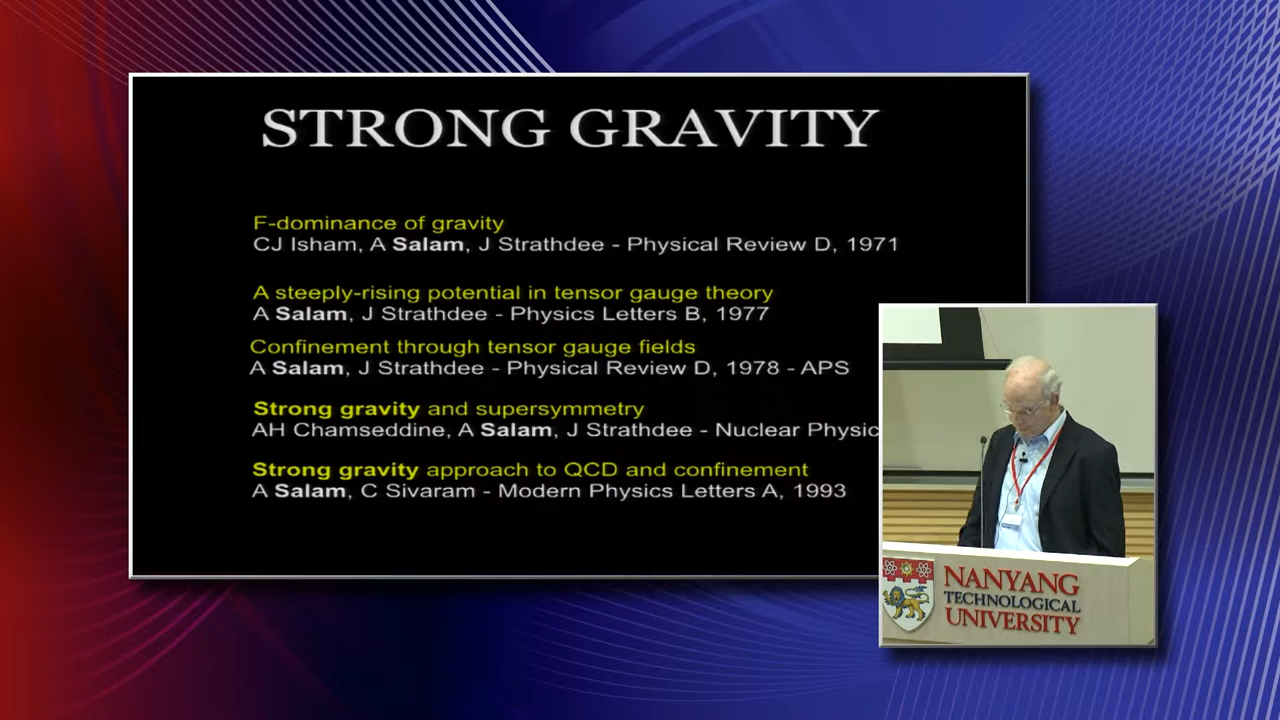 STRONG GRAVITY
F-dominance of gravity
CJ Isham, A Salam, J Strathdee - Physical Review D, 1971
A steeply-rising potential in tensor gauge theory
A Salam, J Strathdee - Physics Letters B, 1977
Confinement through tensor gauge fields
A Salam, J Strathdee - Physical Review D, 1978 - APS
Strong gravity and supersymmetry
AH Chamseddine, A Salam, J Strathdee - Nuclear Physic
Strong gravity approach to QCD and confinement
A Salam, C Sivaram - Modern Physics Letters A, 1993
NANYANG
TECHNOLOGICAL
UNIVERSITY